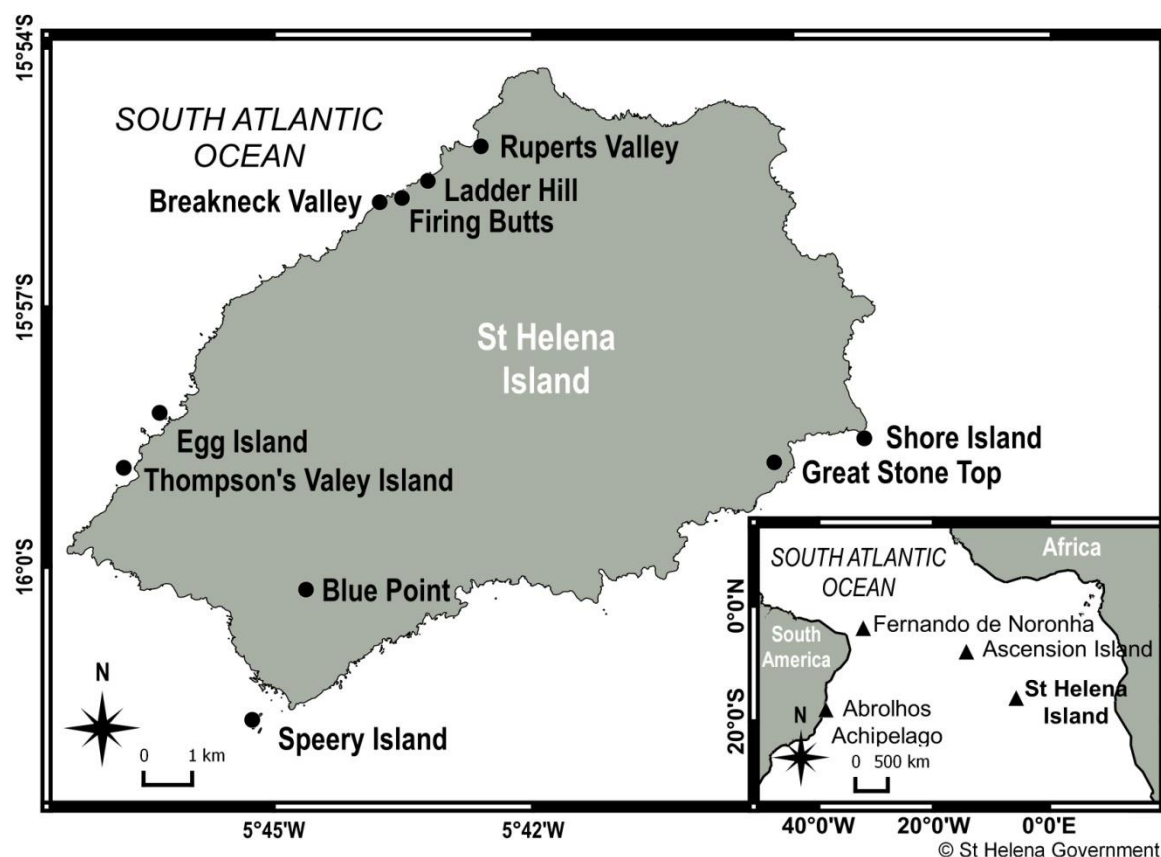 15°54'S
SOUTH ATLANTIC
OCEAN
Ruperts Valley
Ladder Hill
Breakneck Valley
Firing Butts
15°57'S
St Helena
Island
Egg Island
Thompson's Valey Island
Shore Island
Great Stone Top
16°0'S
Blue Point
N
0 1 km
Speery Island
5°45'W
5°42'W
SOUTH ATLANTIC
OCEAN
Africa
0°0'N
South
America
Fernando de Noronha
Ascension Island
St Helena
Island
Abrolhos
Achipelago
20°0'S
N
0 500 km
40°0'W
20°0'W
0°0'E
© St Helena Government